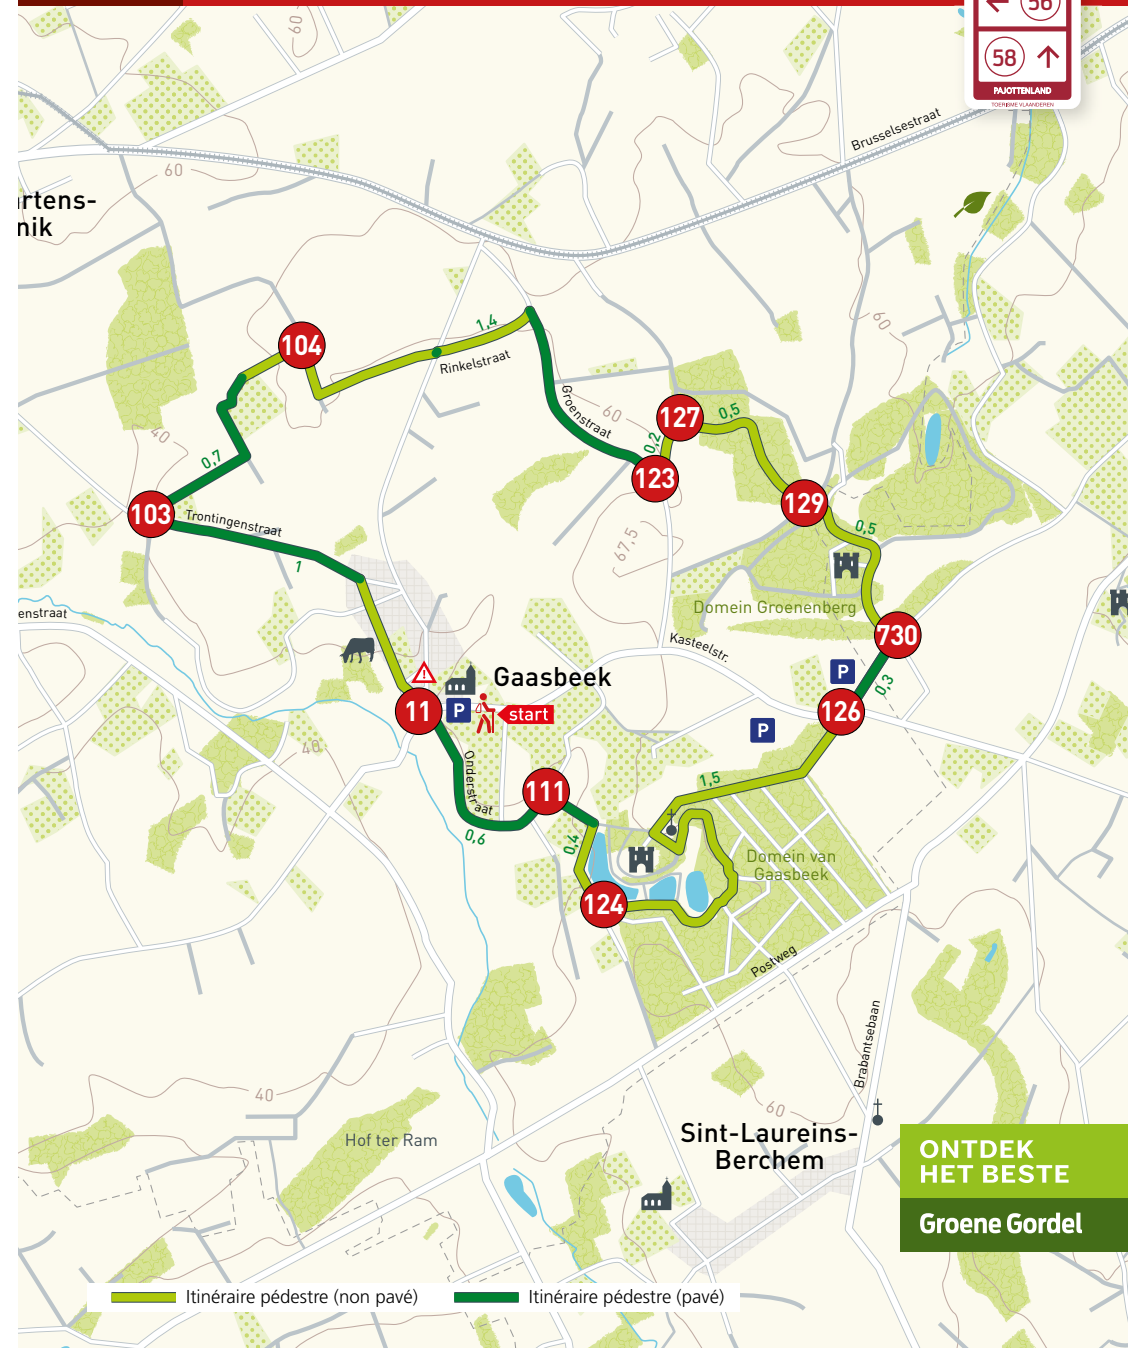 56
58
PAJOTTENLAND
TOERISME VLAANDEREN
60
Brusselsestraat
60
artens-
nik
60
1,4
104
Rinkelstraat
Groenstraat
60
127
0,5
0,2
40
0,7
123
129
103
Trontingenstraat
0,5
67,5
1
Domein Groenenberg
enstraat
730
Kasteelstr.
Gaasbeek
P
0,3
11
P
start
126
P
40
Onderstraat
111
1,5
0,6
0,4
Domein van
Gaasbeek
124
Postweg
Brabantsebaan
40
60
Hof ter Ram
Sint-Laureins-
Berchem
ONTDEK
HET BESTE
Groene Gordel
Itinéraire pédestre (non pavé)
Itinéraire pédestre (pavé)